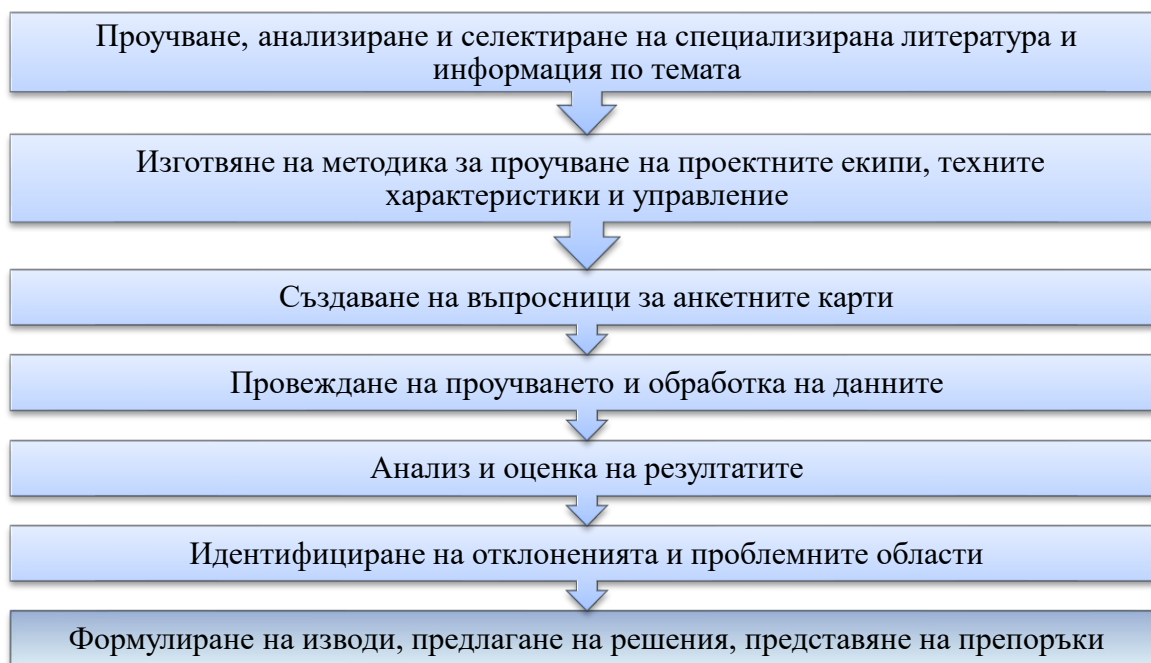 Проучване, анализиране и селектиране на специализирана литература и
информация по темата
Изготвяне на методика за проучване на проектните екипи, техните
характеристики и управление
Създаване на въпросници за анкетните карти
Провеждане на проучването и обработка на данните
Анализ и оценка на резултатите
Идентифициране на отклоненията и проблемните области
Формулиране на изводи, предлагане на решения, представяне на препоръки